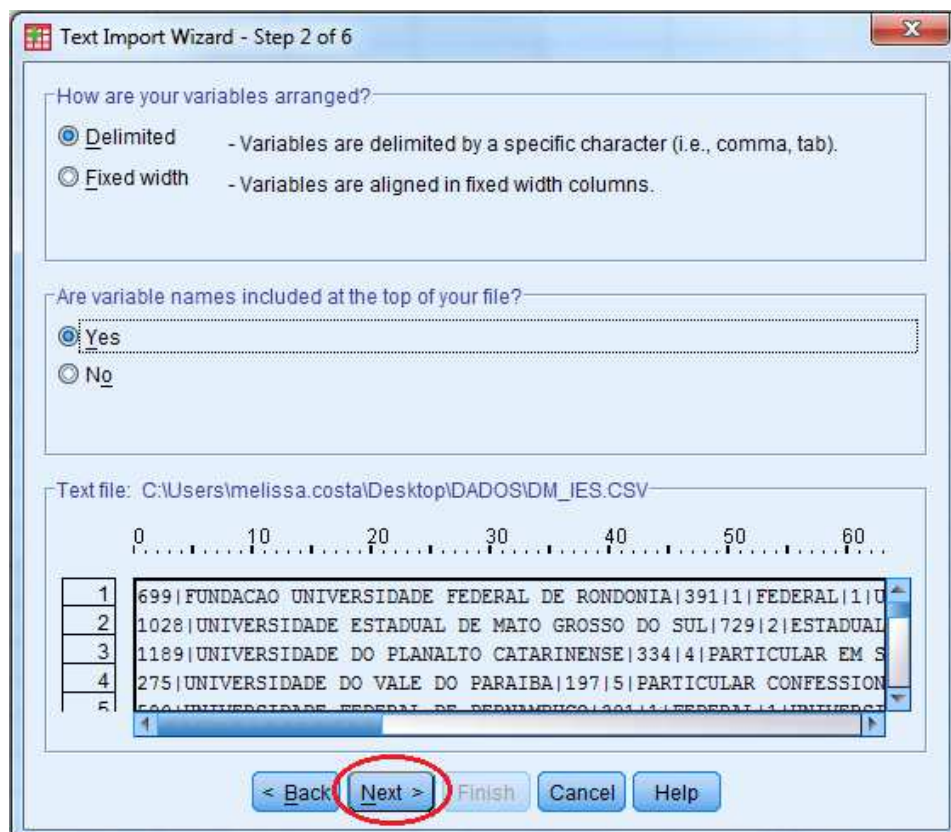 Text Import Wizard - Step 2 of 6
How are your variables arranged?
Delimited - Variables are delimited by a specific character (i.e., comma, tab).
Fixed width - Variables are aligned in fixed width columns.
Are variable names included at the top of your file?
Yes
No
Text file: C:\Users\melissa.costa\Desktop\DADOS\DM_IES.CSV
0 10 20 30 40 50 60
1 699|FUNDACAO UNIVERSIDADE FEDERAL DE RONDONIA|391|1|FEDERAL|1|U
2 1028|UNIVERSIDADE ESTADUAL DE MATO GROSSO DO SUL|729|2|ESTADUAL
3 1189|UNIVERSIDADE DO PLANALTO CATARINENSE|334|4|PARTICULAR EM S
4 275|UNIVERSIDADE DO VALE DO PARAIBA|197|5|PARTICULAR CONFESSION
5 UNIVERSIDADE FEDERAL DE PERNAMBUCO
< Back Next > Finish Cancel Help